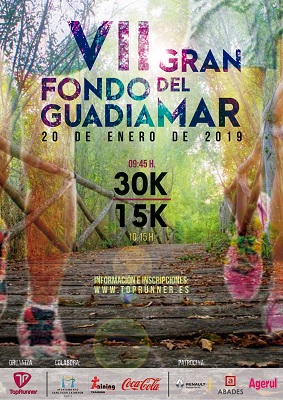 VII GRAN
FONDO DEL
GUADIAMAR
20 DE ENERO DE 2019
09:45 H.
30K
15K
10:15 H.
INFORMACIÓN E INSCRIPCIONES:
WWW.TOPRUNNER.ES
ORGANIZA: COLABORA: PATROCINA:
TopRunner Training Coca-Cola RENAULT ABADES Agerul